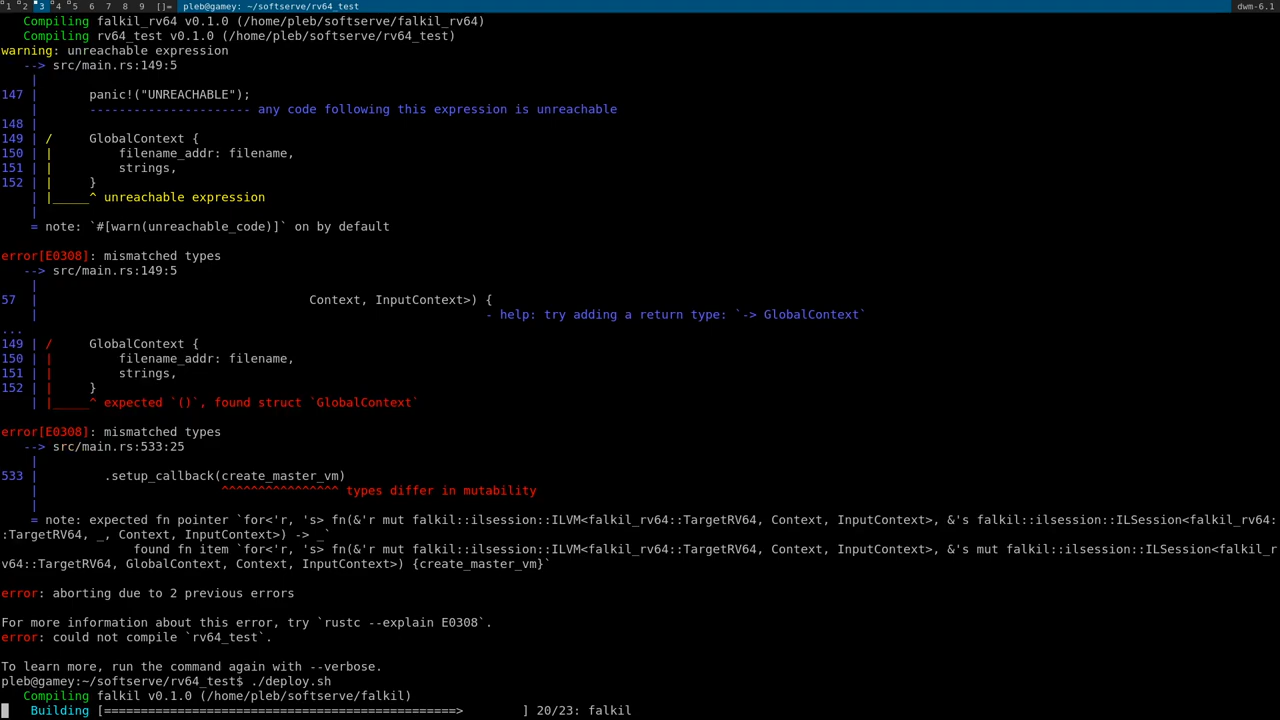 1 2 3 4 5 6 7 8 9 []= pleb@gamey: ~/softserve/rv64_test dwm-6.1
   Compiling falkil_rv64 v0.1.0 (/home/pleb/softserve/falkil_rv64)
   Compiling rv64_test v0.1.0 (/home/pleb/softserve/rv64_test)
warning: unreachable expression
   --> src/main.rs:149:5
    |
147 |     panic!("UNREACHABLE");
    |     ---------------------- any code following this expression is unreachable
148 |
149 | /     GlobalContext {
150 | |         filename_addr: filename,
151 | |         strings,
152 | |     }
    | |_____^ unreachable expression
    |
    = note: `#[warn(unreachable_code)]` on by default
error[E0308]: mismatched types
   --> src/main.rs:149:5
    |
57  |                                   Context, InputContext>) {
    |                                                          - help: try adding a return type: `-> GlobalContext`
...
149 | /     GlobalContext {
150 | |         filename_addr: filename,
151 | |         strings,
152 | |     }
    | |_____^ expected `()`, found struct `GlobalContext`
error[E0308]: mismatched types
   --> src/main.rs:533:25
    |
533 |         .setup_callback(create_master_vm)
    |                         ^^^^^^^^^^^^^^^^ types differ in mutability
    |
    = note: expected fn pointer `for<'r, 's> fn(&'r mut falkil::ilsession::ILVM<falkil_rv64::TargetRV64, Context, InputContext>, &'s falkil::ilsession::ILSession<falkil_rv64:
:TargetRV64, _, Context, InputContext>) -> _`
                  found fn item `for<'r, 's> fn(&'r mut falkil::ilsession::ILVM<falkil_rv64::TargetRV64, Context, InputContext>, &'s mut falkil::ilsession::ILSession<falkil_r
v64::TargetRV64, GlobalContext, Context, InputContext>) {create_master_vm}`
error: aborting due to 2 previous errors
For more information about this error, try `rustc --explain E0308`.
error: could not compile `rv64_test`.
To learn more, run the command again with --verbose.
pleb@gamey:~/softserve/rv64_test$ ./deploy.sh
   Compiling falkil v0.1.0 (/home/pleb/softserve/falkil)
    Building [================================================>        ] 20/23: falkil